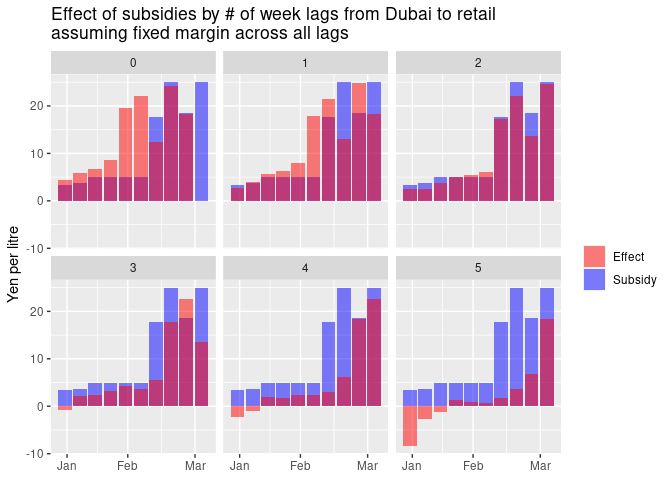 Effect of subsidies by # of week lags from Dubai to retail
assuming fixed margin across all lags
0 1 2
20
10
0
-10
Yen per litre
Effect
Subsidy
3 4 5
20
10
0
-10
Jan Feb Mar Jan Feb Mar Jan Feb Mar